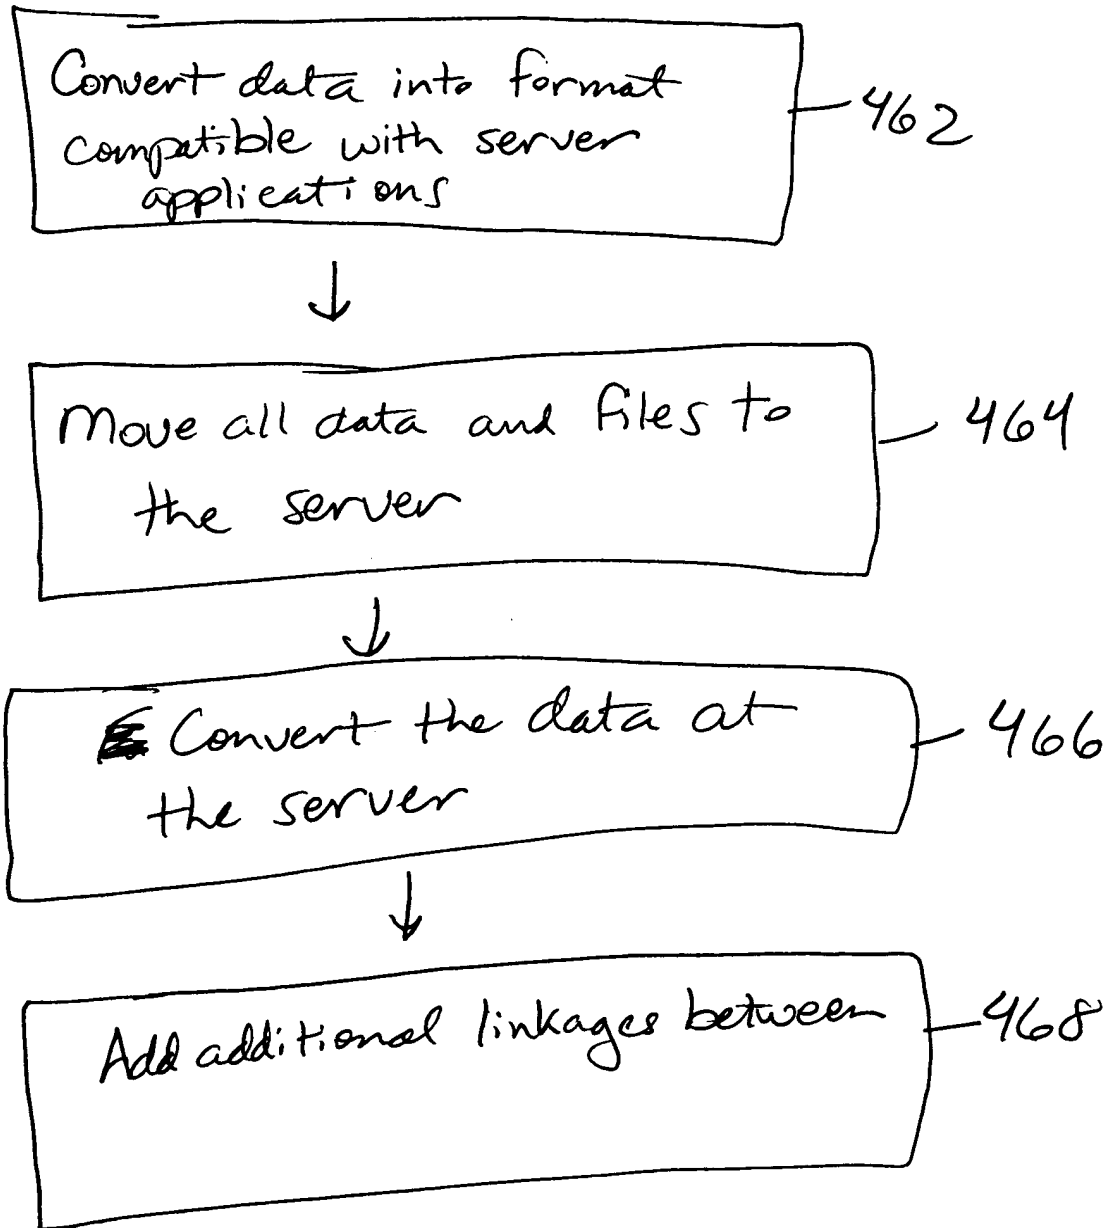 Convert data into format
compatible with server
applications
462
Move all data and files to
the server
464
Convert the data at
the server
466
Add additional linkages between
468